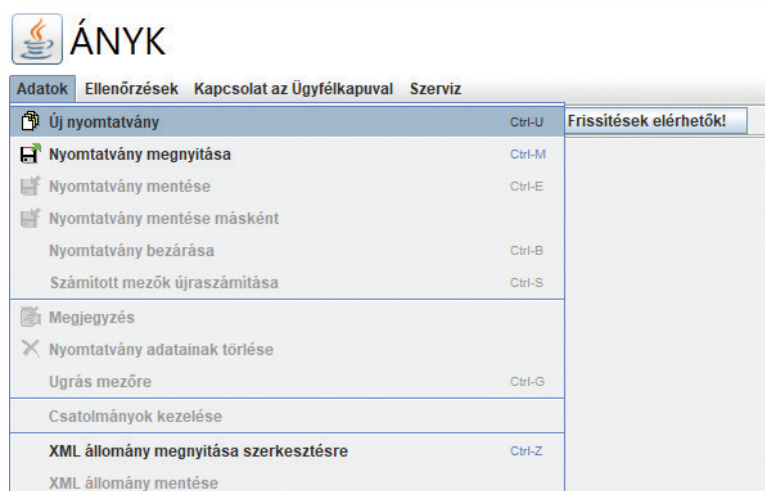 ÁNYK
Adatok Ellenőrzések Kapcsolat az Ügyfélkapuval Szerviz
Új nyomtatvány Ctrl-U Frissítések elérhetők!
Nyomtatvány megnyitása Ctrl-M
Nyomtatvány mentése Ctrl-E
Nyomtatvány mentése másként
Nyomtatvány bezárása Ctrl-B
Számított mezők újraszámítása Ctrl-S
Megjegyzés
Nyomtatvány adatainak törlése
Ugrás mezőre Ctrl-G
Csatolmányok kezelése
XML állomány megnyitása szerkesztésre Ctrl-Z
XML állomány mentése